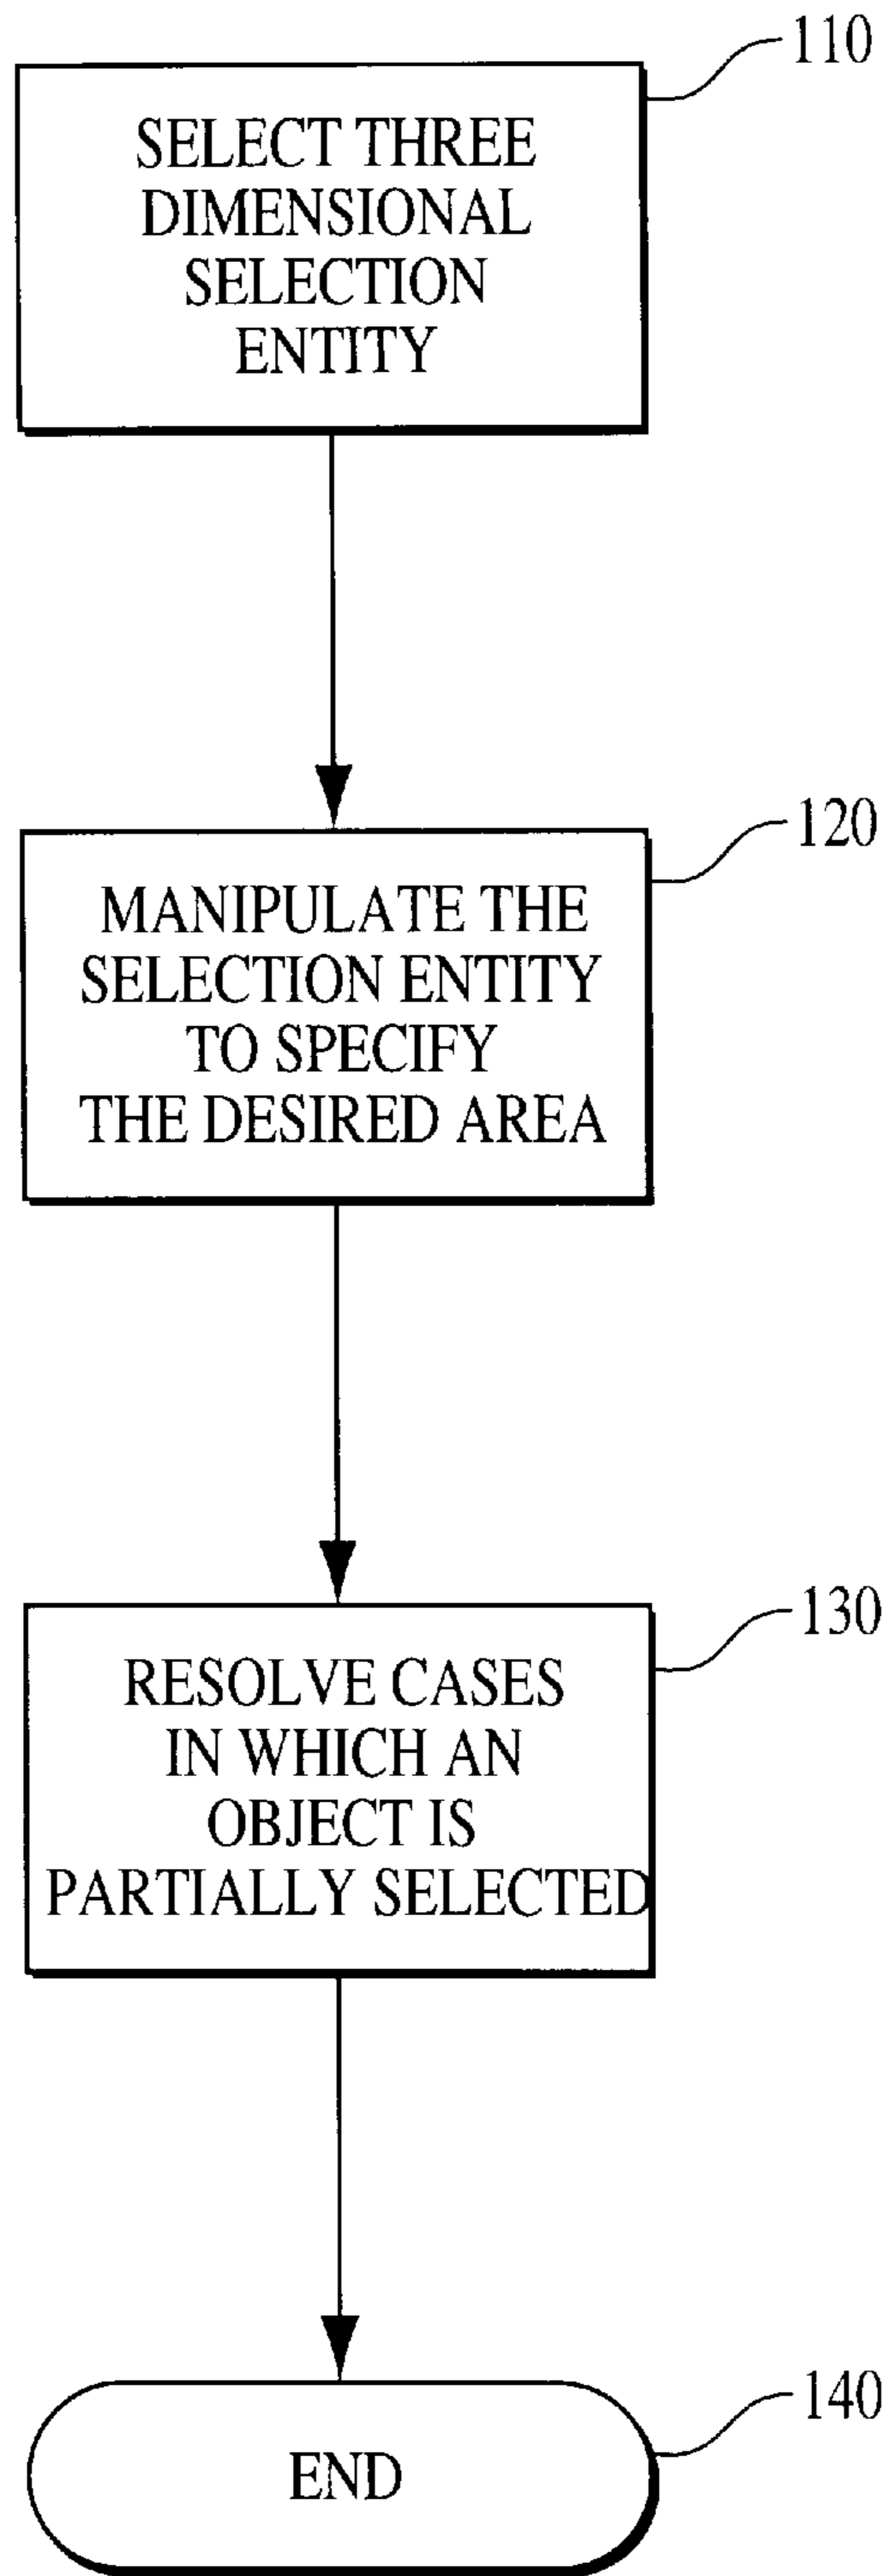 110
SELECT THREE
DIMENSIONAL
SELECTION
ENTITY
120
MANIPULATE THE
SELECTION ENTITY
TO SPECIFY
THE DESIRED AREA
130
RESOLVE CASES
IN WHICH AN
OBJECT IS
PARTIALLY SELECTED
140
END